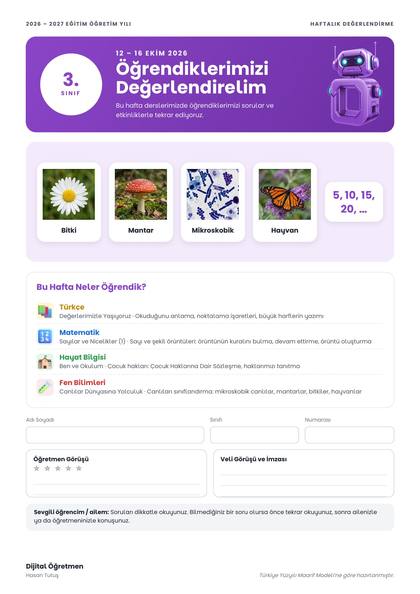 2026 – 2027 EĞİTİM ÖĞRETİM YILI
HAFTALIK DEĞERLENDİRME
3.
SINIF
12 – 16 EKİM 2026
Öğrendiklerimizi
Değerlendirelim
Bu hafta derslerimizde öğrendiklerimizi sorular ve
etkinliklerle tekrar ediyoruz.
Bitki
Mantar
Mikroskobik
Hayvan
5, 10, 15,
20, ...
Bu Hafta Neler Öğrendik?
Türkçe
Değerlerimizle Yaşıyoruz · Okuduğunu anlama, noktalama işaretleri, büyük harflerin yazımı
Matematik
Sayılar ve Nicelikler (1) · Sayı ve şekil örüntüleri: örüntünün kuralını bulma, devam ettirme, örüntü oluşturma
Hayat Bilgisi
Ben ve Okulum · Çocuk hakları: Çocuk Haklarına Dair Sözleşme, haklarımızı tanıtma
Fen Bilimleri
Canlılar Dünyasına Yolculuk · Canlıları sınıflandırma: mikroskobik canlılar, mantarlar, bitkiler, hayvanlar
Adı Soyadı
Sınıfı
Numarası
Öğretmen Görüşü
Veli Görüşü ve İmzası
Sevgili öğrencim / ailem: Soruları dikkatle okuyunuz. Bilmediğiniz bir soru olursa önce tekrar okuyunuz, sonra ailenizle
ya da öğretmeninizle konuşunuz.
Dijital Öğretmen
Hasan Tutuş
Türkiye Yüzyılı Maarif Modeli'ne göre hazırlanmıştır.